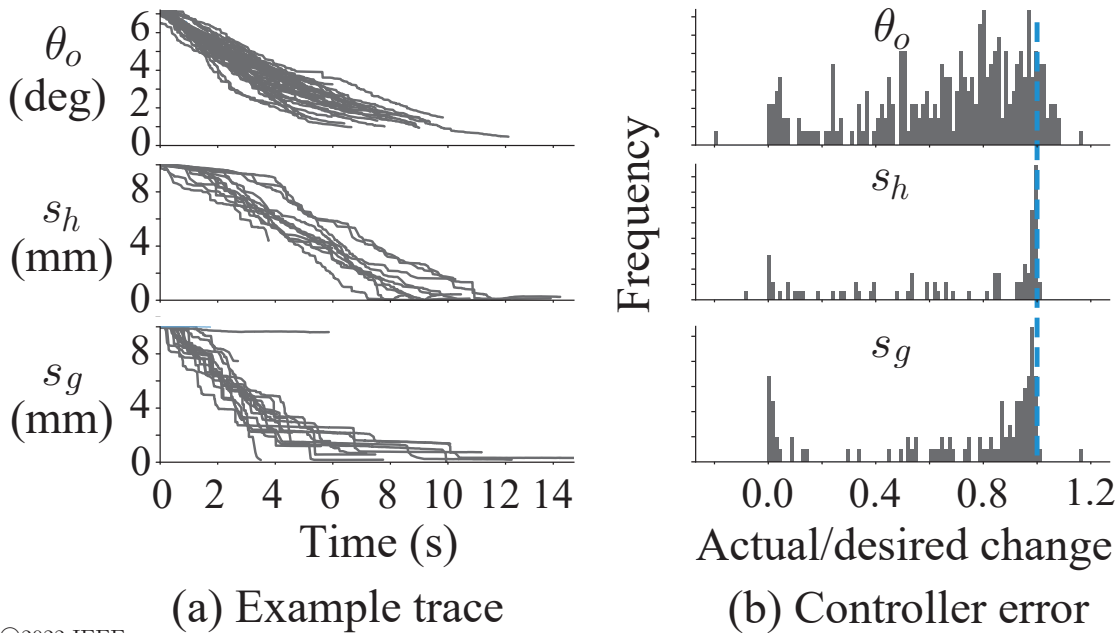 θo
(deg)
6
4
2
0
sh
(mm)
8
4
0
sg
(mm)
8
4
0
0 2 4 6 8 10 12 14
Time (s)
(a) Example trace
Frequency
θo
sh
sg
0.0 0.4 0.8 1.2
Actual/desired change
(b) Controller error